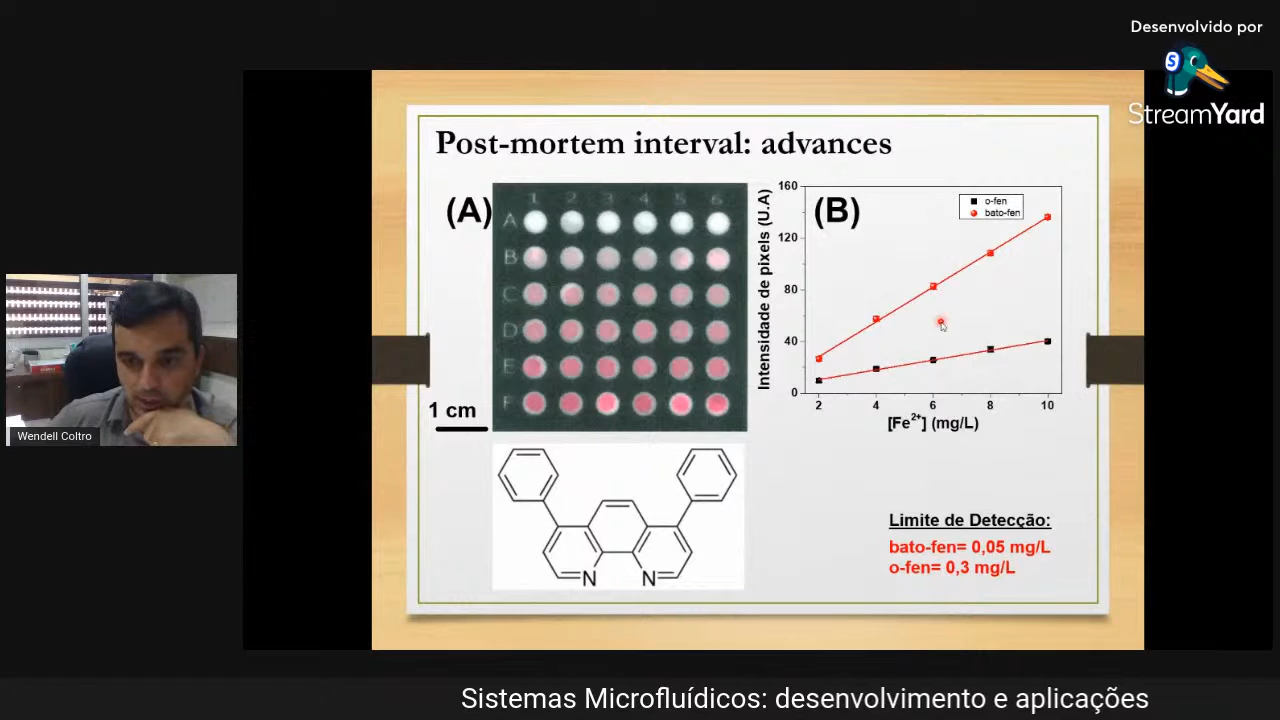 Desenvolvido por
StreamYard
Post-mortem interval: advances
(A)
1 2 3 4 5 6
A
B
C
D
E
F
1 cm
N N
(B)
Intensidade de pixels (U.A)
160
120
80
40
0
o-fen
bato-fen
2 4 6 8 10
[Fe²⁺] (mg/L)
Limite de Detecção:
bato-fen= 0,05 mg/L
o-fen= 0,3 mg/L
Wendell Coltro
Sistemas Microfluídicos: desenvolvimento e aplicações